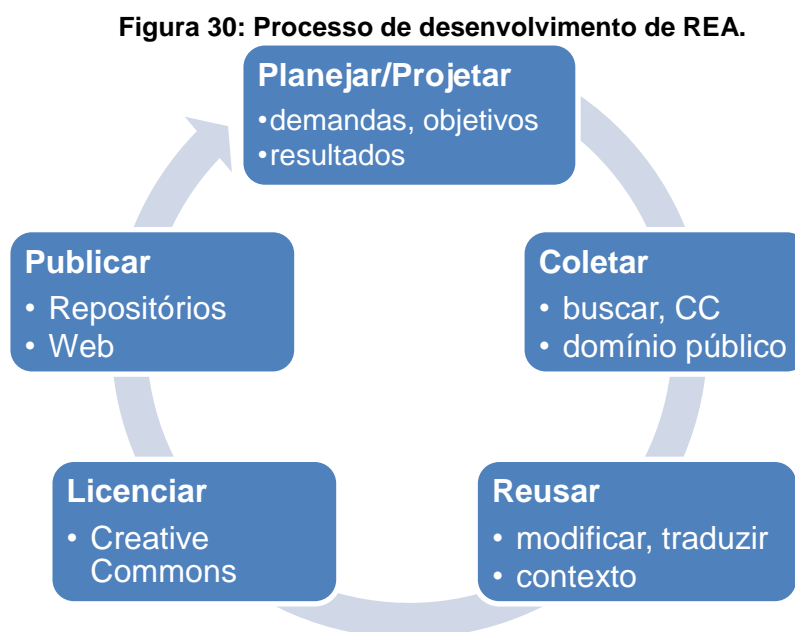 Figura 30: Processo de desenvolvimento de REA.
Planejar/Projetar
•demandas, objetivos
•resultados
Coletar
• buscar, CC
• domínio público
Reusar
• modificar, traduzir
• contexto
Licenciar
• Creative
Commons
Publicar
• Repositórios
• Web